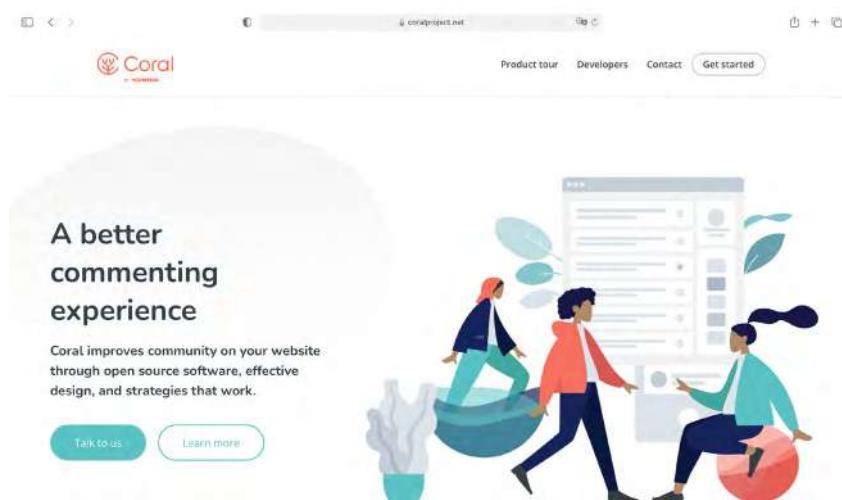 coralproject.net
Coral
Product tour Developers Contact Get started
A better
commenting
experience
Coral improves community on your website
through open source software, effective
design, and strategies that work.
Talk to us
Learn more